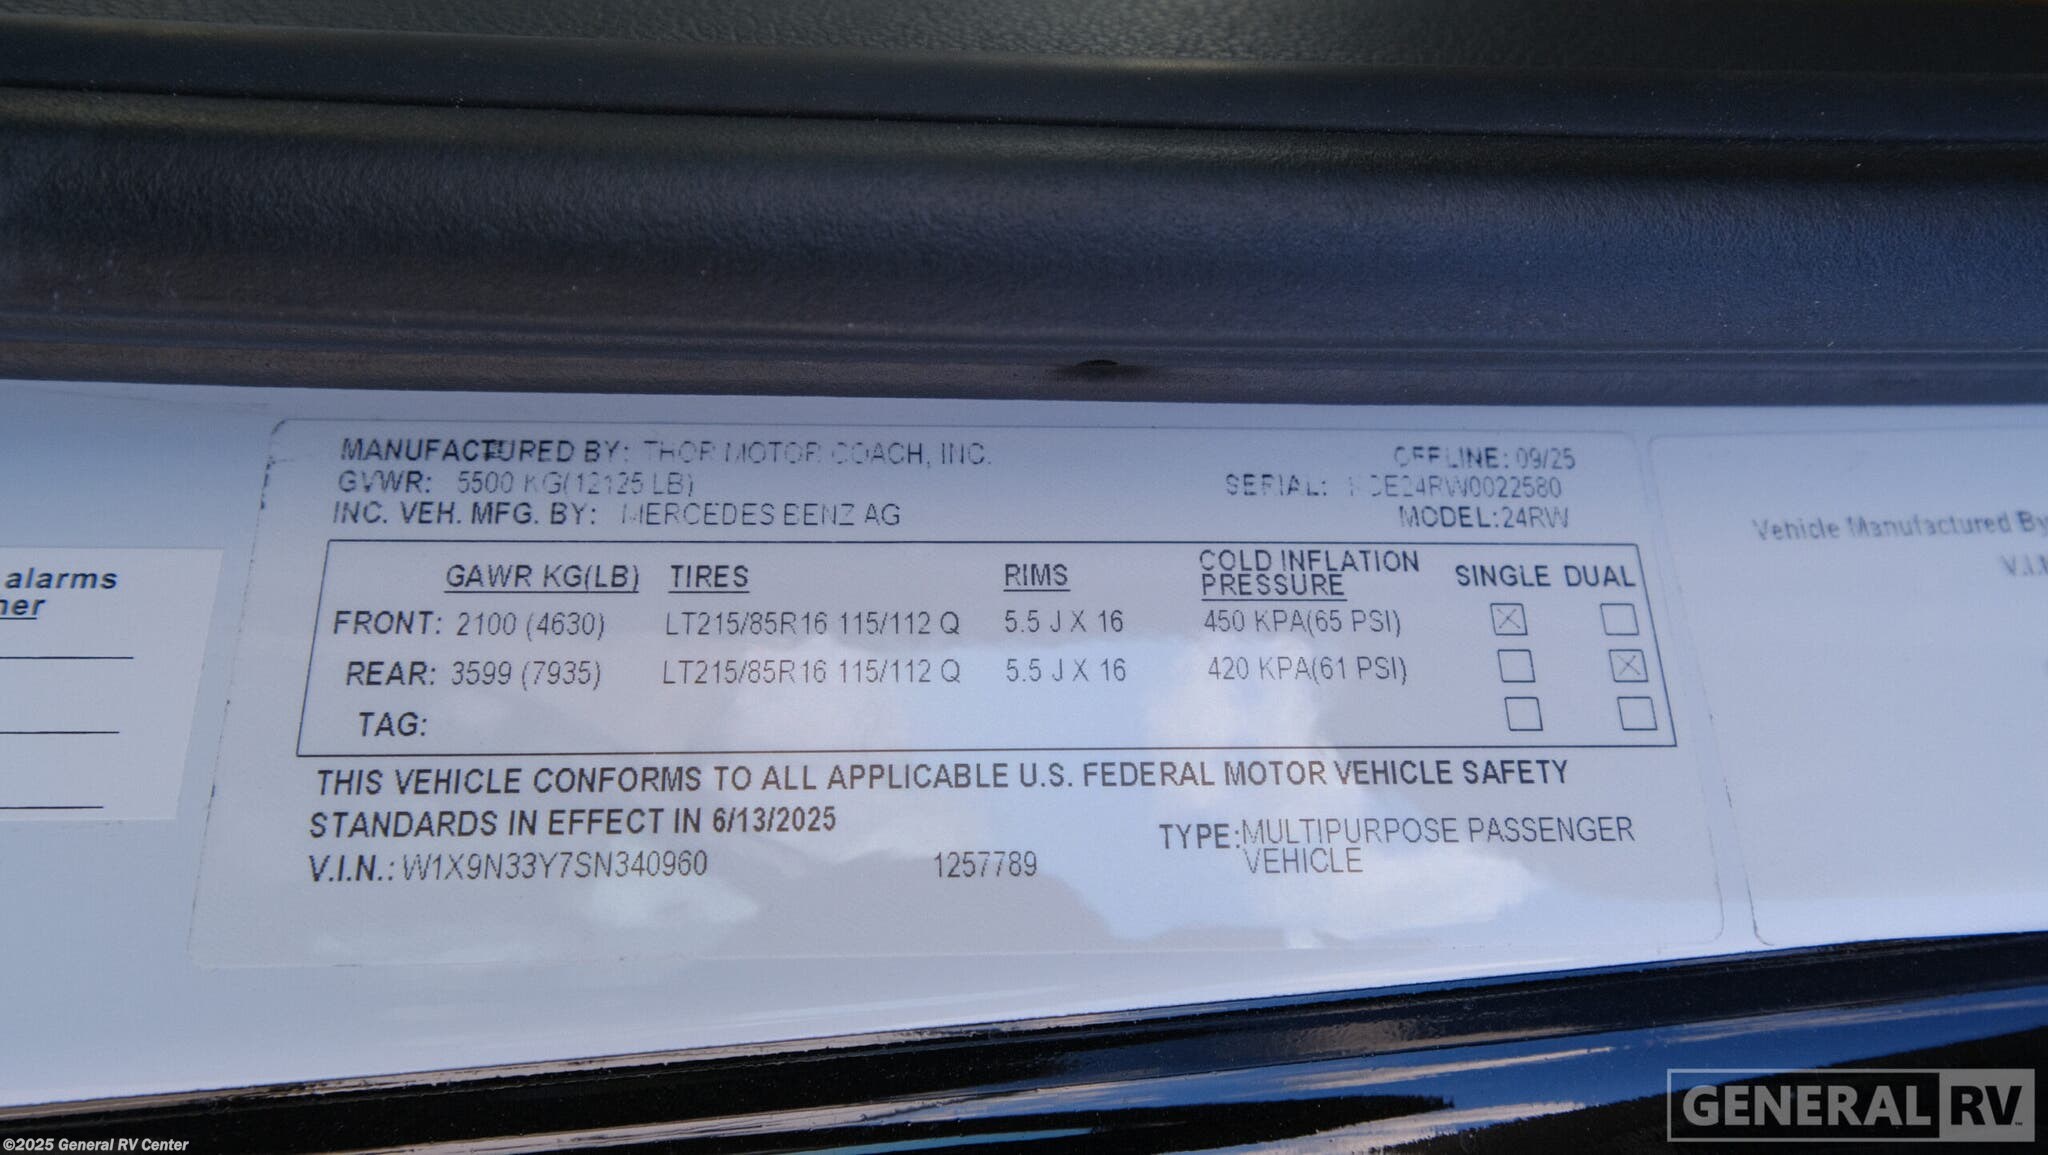 MANUFACTURED BY: THOR MOTOR COACH, INC.
OFFLINE: 09/25
GVWR: 5500 KG(12125 LB)
SERIAL:
INC. VEH. MFG. BY: MERCEDES BENZ AG
MODEL:24RW
GAWR KG(LB) TIRES RIMS COLD INFLATION PRESSURE SINGLE DUAL
FRONT: 2100 (4630) LT215/85R16 115/112 Q 5.5 J X 16 450 KPA(65 PSI)
REAR: 3599 (7935) LT215/85R16 115/112 Q 5.5 J X 16 420 KPA(61 PSI)
TAG:
THIS VEHICLE CONFORMS TO ALL APPLICABLE U.S. FEDERAL MOTOR VEHICLE SAFETY
STANDARDS IN EFFECT IN 6/13/2025
TYPE:MULTIPURPOSE PASSENGER
VEHICLE
V.I.N.: W1X9N33Y7SN340960 1257789
alarms
Vehicle Manufactured By
GENERAL RV
©2025 General RV Center